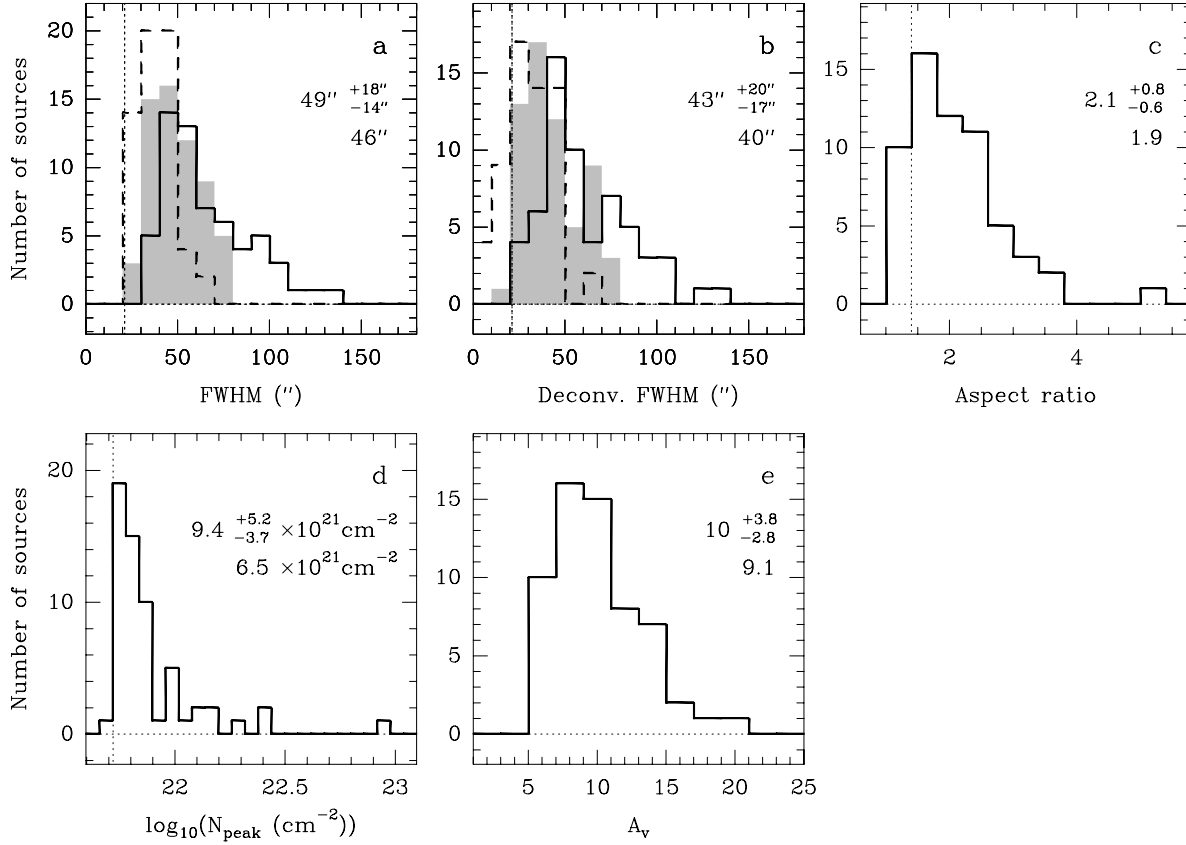 Number of sources
20
15
10
5
0
a
49″ +18″ −14″
46″
0 50 100 150
FWHM (″)
15
10
5
0
b
43″ +20″ −17″
40″
0 50 100 150
Deconv. FWHM (″)
15
10
5
0
c
2.1 +0.8 −0.6
1.9
2 4
Aspect ratio
Number of sources
20
10
0
d
9.4 +5.2 −3.7 ×10²¹cm⁻²
6.5 ×10²¹cm⁻²
22 22.5 23
log₁₀(N_peak (cm⁻²))
15
10
5
0
e
10 +3.8 −2.8
9.1
5 10 15 20 25
Aᵥ